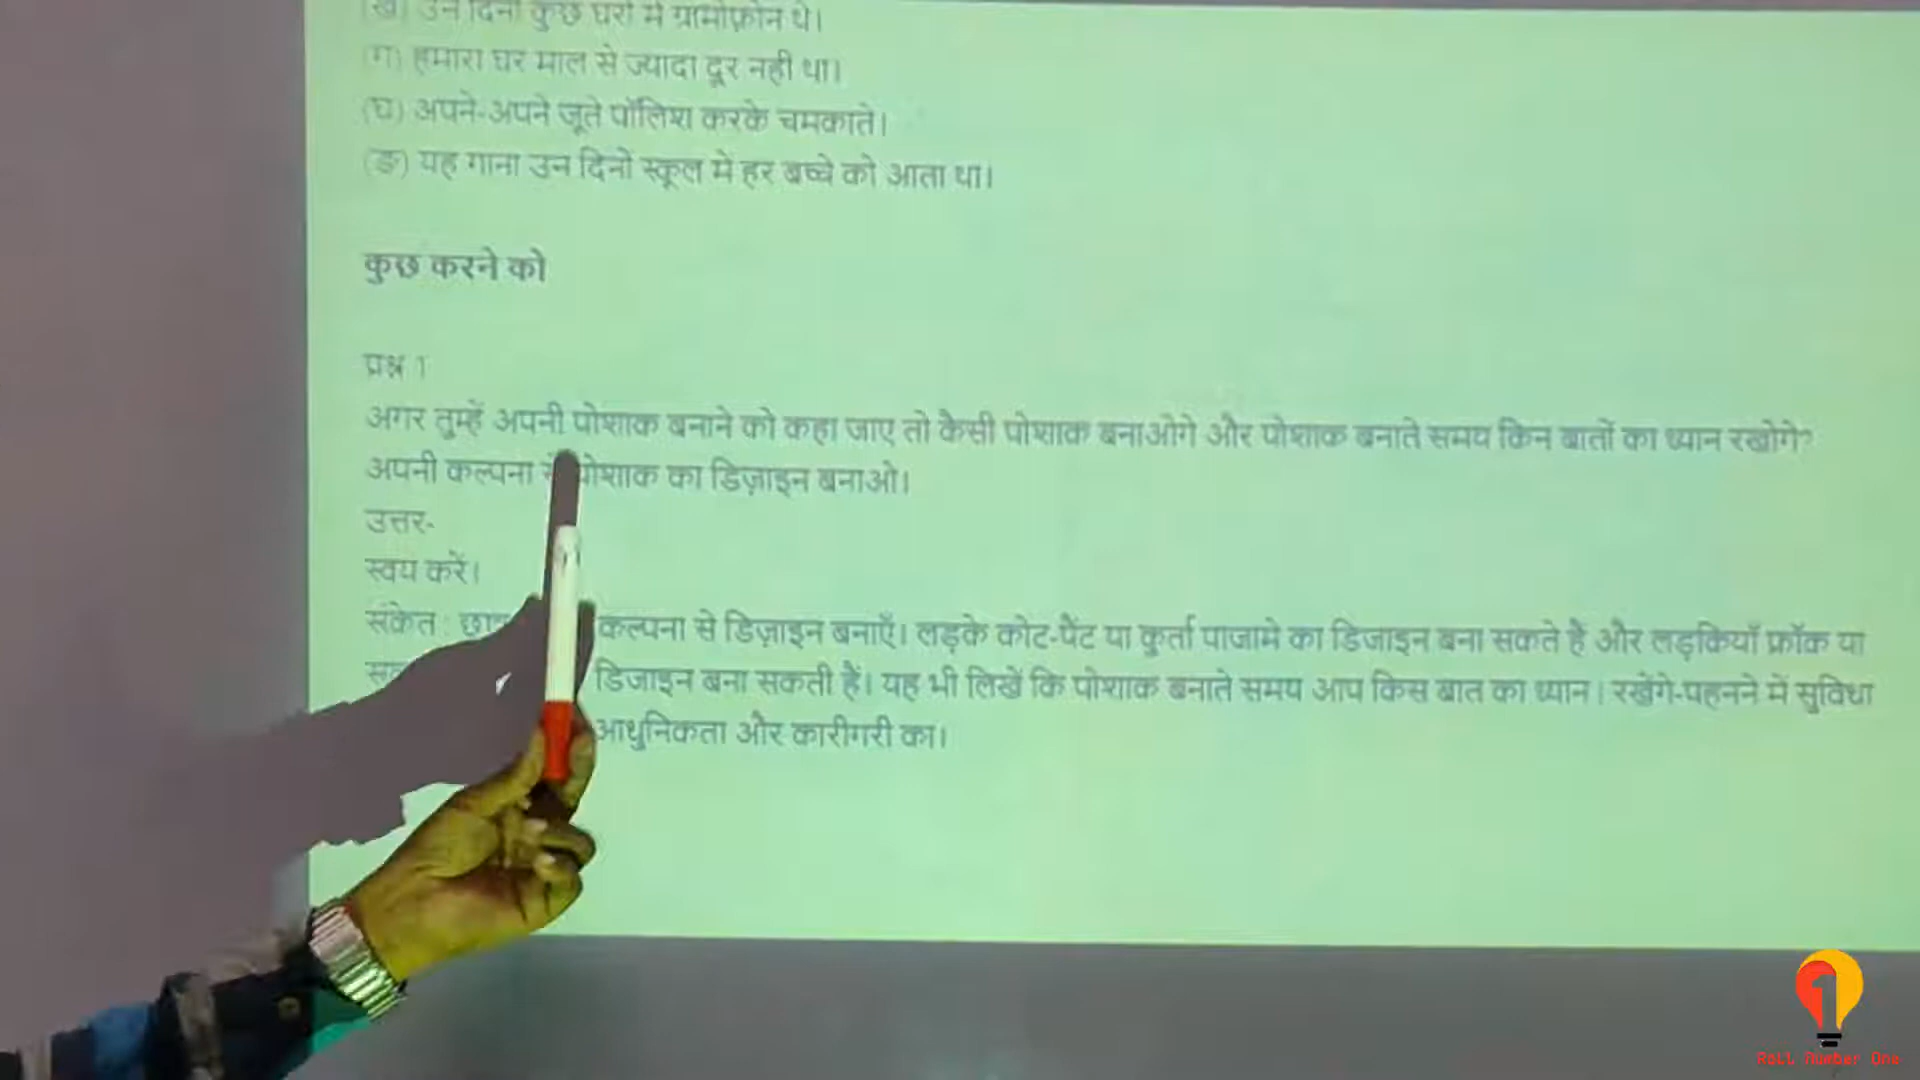 (ख) उन दिनों कुछ घरों में ग्रामोफ़ोन थे।
(ग) हमारा घर माल से ज्यादा दूर नहीं था।
(घ) अपने-अपने जूते पॉलिश करके चमकाते।
(ङ) यह गाना उन दिनों स्कूल में हर बच्चे को आता था।
कुछ करने को
प्रश्न 1
अगर तुम्हें अपनी पोशाक बनाने को कहा जाए तो कैसी पोशाक बनाओगे और पोशाक बनाते समय किन बातों का ध्यान रखोगे?
अपनी कल्पना से पोशाक का डिज़ाइन बनाओ।
उत्तर-
स्वयं करें।
संकेत : कल्पना से डिज़ाइन बनाएँ। लड़के कोट-पैंट या कुर्ता पाजामे का डिजाइन बना सकते हैं और लड़कियाँ फ्रॉक या
डिजाइन बना सकती हैं। यह भी लिखें कि पोशाक बनाते समय आप किस बात का ध्यान । रखेंगे-पहनने में सुविधा
आधुनिकता और कारीगरी का।
Roll Number One